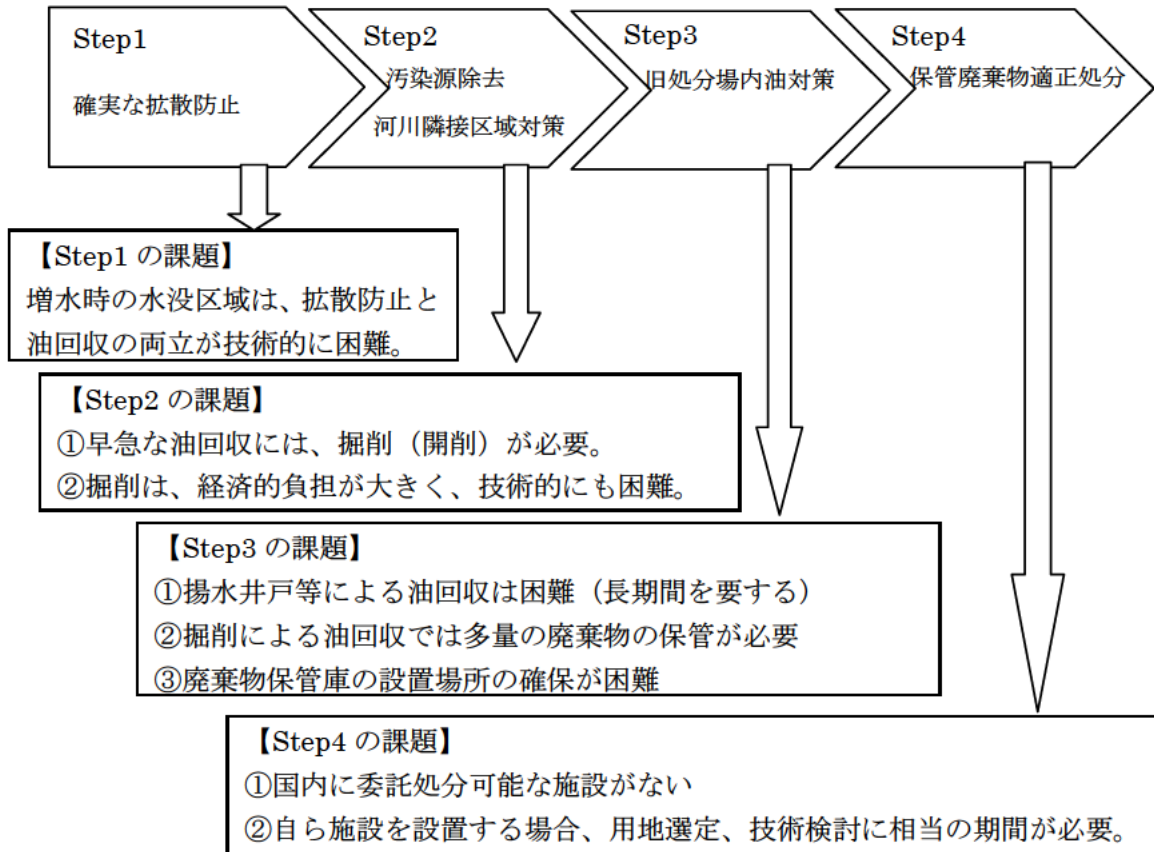 Step1
確実な拡散防止
Step2
汚染源除去
河川隣接区域対策
Step3
旧処分場内油対策
Step4
保管廃棄物適正処分
【Step1 の課題】
増水時の水没区域は、拡散防止と
油回収の両立が技術的に困難。
【Step2 の課題】
①早急な油回収には、掘削（開削）が必要。
②掘削は、経済的負担が大きく、技術的にも困難。
【Step3 の課題】
①揚水井戸等による油回収は困難（長期間を要する）
②掘削による油回収では多量の廃棄物の保管が必要
③廃棄物保管庫の設置場所の確保が困難
【Step4 の課題】
①国内に委託処分可能な施設がない
②自ら施設を設置する場合、用地選定、技術検討に相当の期間が必要。